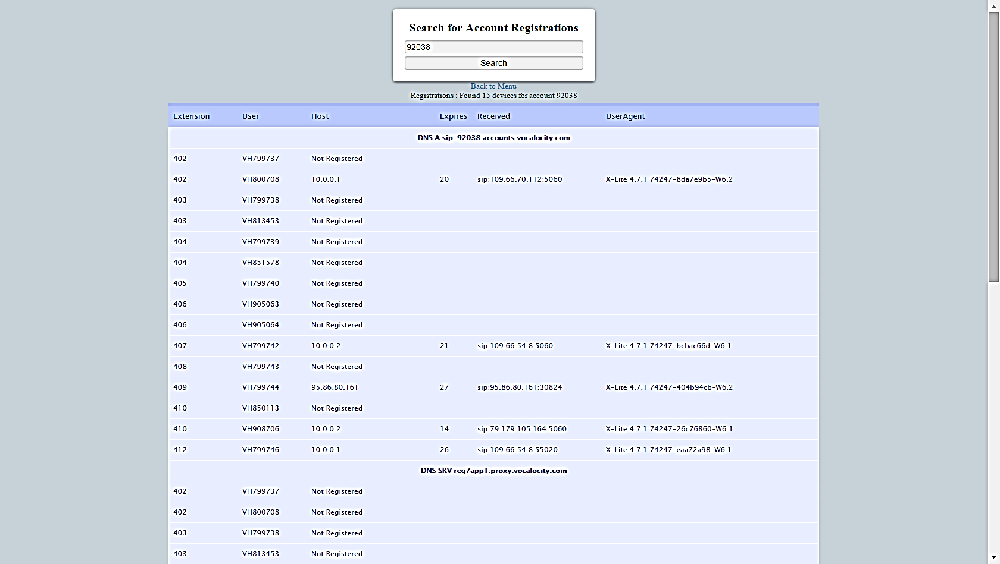 Search for Account Registrations
92038
Search
Back to Menu
Registrations : Found 15 devices for account 92038
Extension User Host Expires Received UserAgent
DNS A sip-92038.accounts.vocalocity.com
402 VH799737 Not Registered
402 VH800708 10.0.0.1 20 sip:109.66.70.112:5060 X-Lite 4.7.1 74247-8da7e9b5-W6.2
403 VH799738 Not Registered
403 VH813453 Not Registered
404 VH799739 Not Registered
404 VH851578 Not Registered
405 VH799740 Not Registered
406 VH905063 Not Registered
406 VH905064 Not Registered
407 VH799742 10.0.0.2 21 sip:109.66.54.8:5060 X-Lite 4.7.1 74247-bcbac66d-W6.1
408 VH799743 Not Registered
409 VH799744 95.86.80.161 27 sip:95.86.80.161:30824 X-Lite 4.7.1 74247-404b94cb-W6.2
410 VH850113 Not Registered
410 VH908706 10.0.0.2 14 sip:79.179.105.164:5060 X-Lite 4.7.1 74247-26c76860-W6.1
412 VH799746 10.0.0.1 26 sip:109.66.54.8:55020 X-Lite 4.7.1 74247-eaa72a98-W6.1
DNS SRV reg7app1.proxy.vocalocity.com
402 VH799737 Not Registered
402 VH800708 Not Registered
403 VH799738 Not Registered
403 VH813453 Not Registered